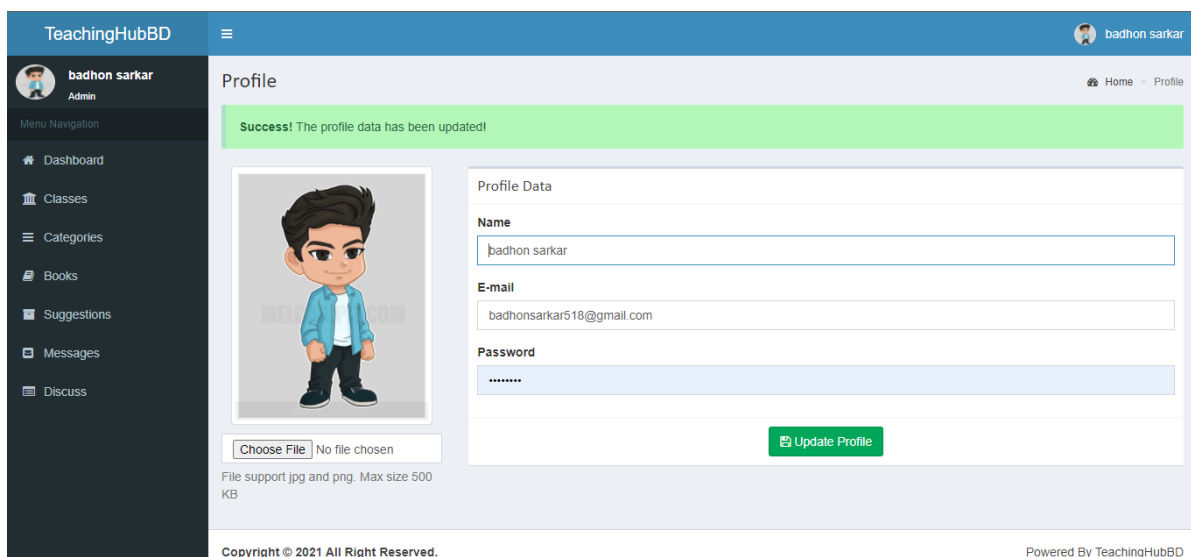 TeachingHubBD
badhon sarkar
badhon sarkar
Admin
Menu Navigation
Dashboard
Classes
Categories
Books
Suggestions
Messages
Discuss
Profile
Home > Profile
Success! The profile data has been updated!
Choose File No file chosen
File support jpg and png. Max size 500
KB
Profile Data
Name
badhon sarkar
E-mail
badhonsarkar518@gmail.com
Password
••••••••
Update Profile
Copyright © 2021 All Right Reserved.
Powered By TeachingHubBD